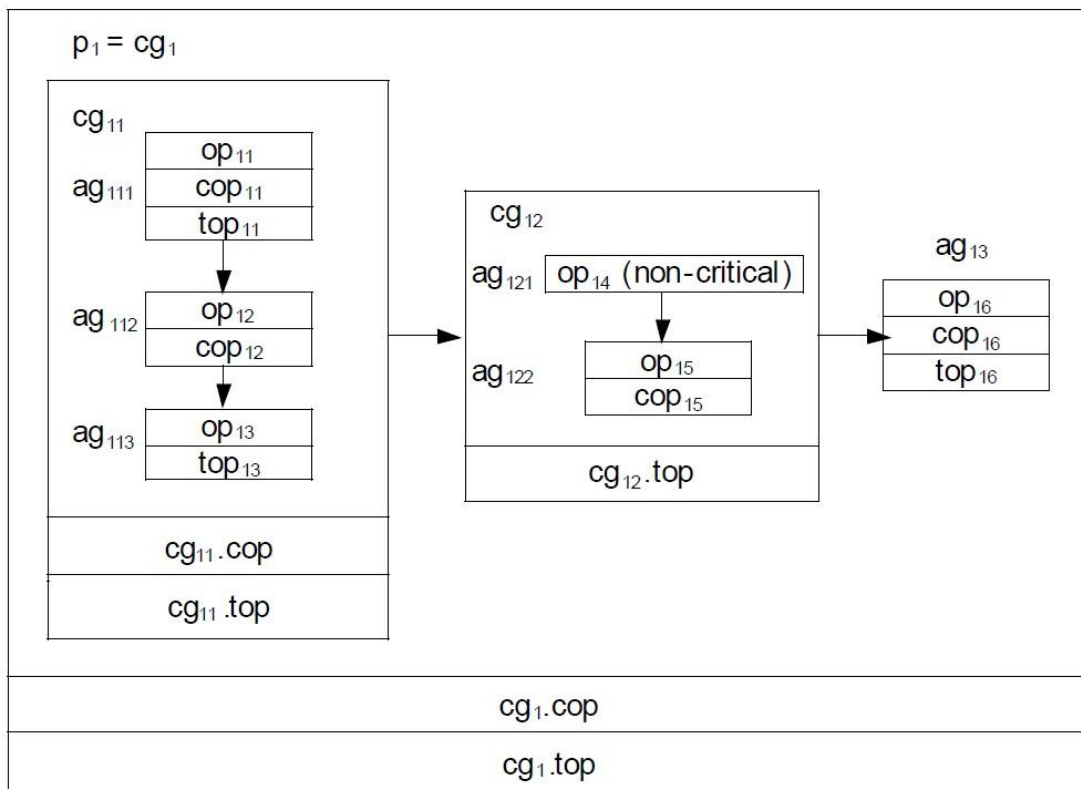 p₁ = cg₁
cg₁₁
op₁₁
ag₁₁₁
cop₁₁
top₁₁
ag₁₁₂
op₁₂
cop₁₂
ag₁₁₃
op₁₃
top₁₃
cg₁₁.cop
cg₁₁.top
cg₁₂
ag₁₂₁
op₁₄ (non-critical)
ag₁₂₂
op₁₅
cop₁₅
cg₁₂.top
ag₁₃
op₁₆
cop₁₆
top₁₆
cg₁.cop
cg₁.top